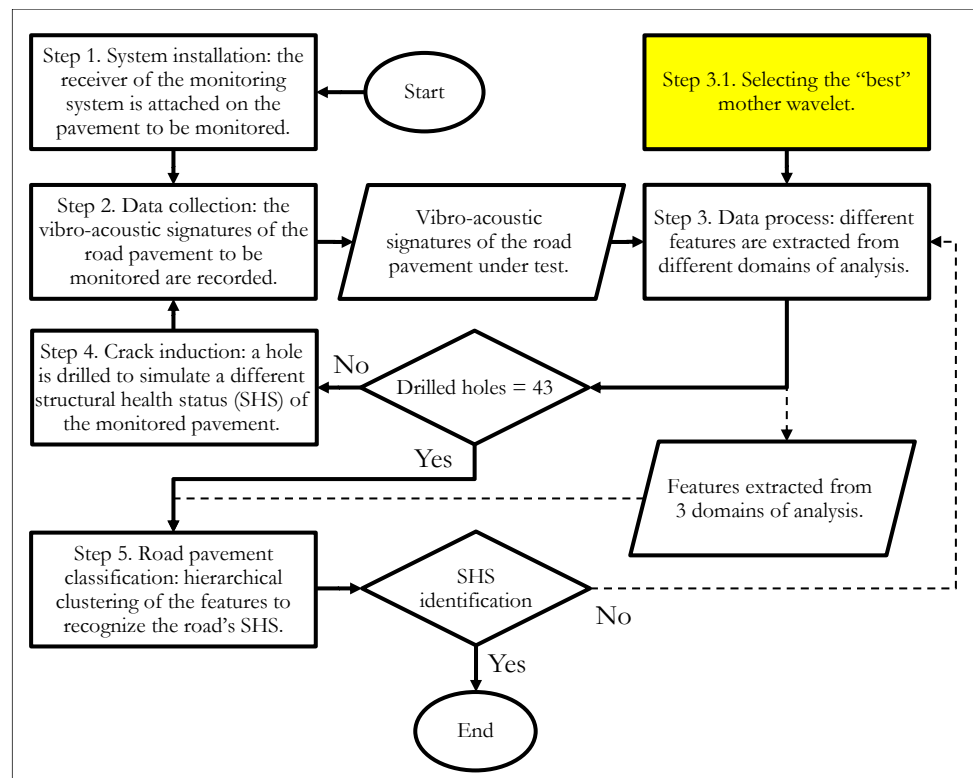 Step 1. System installation: the
receiver of the monitoring
system is attached on the
pavement to be monitored.
Start
Step 3.1. Selecting the “best”
mother wavelet.
Step 2. Data collection: the
vibro-acoustic signatures of the
road pavement to be
monitored are recorded.
Vibro-acoustic
signatures of the road
pavement under test.
Step 3. Data process: different
features are extracted from
different domains of analysis.
Step 4. Crack induction: a hole
is drilled to simulate a different
structural health status (SHS) of
the monitored pavement.
No
Drilled holes = 43
Yes
Features extracted from
3 domains of analysis.
Step 5. Road pavement
classification: hierarchical
clustering of the features to
recognize the road’s SHS.
SHS
identification
No
Yes
End